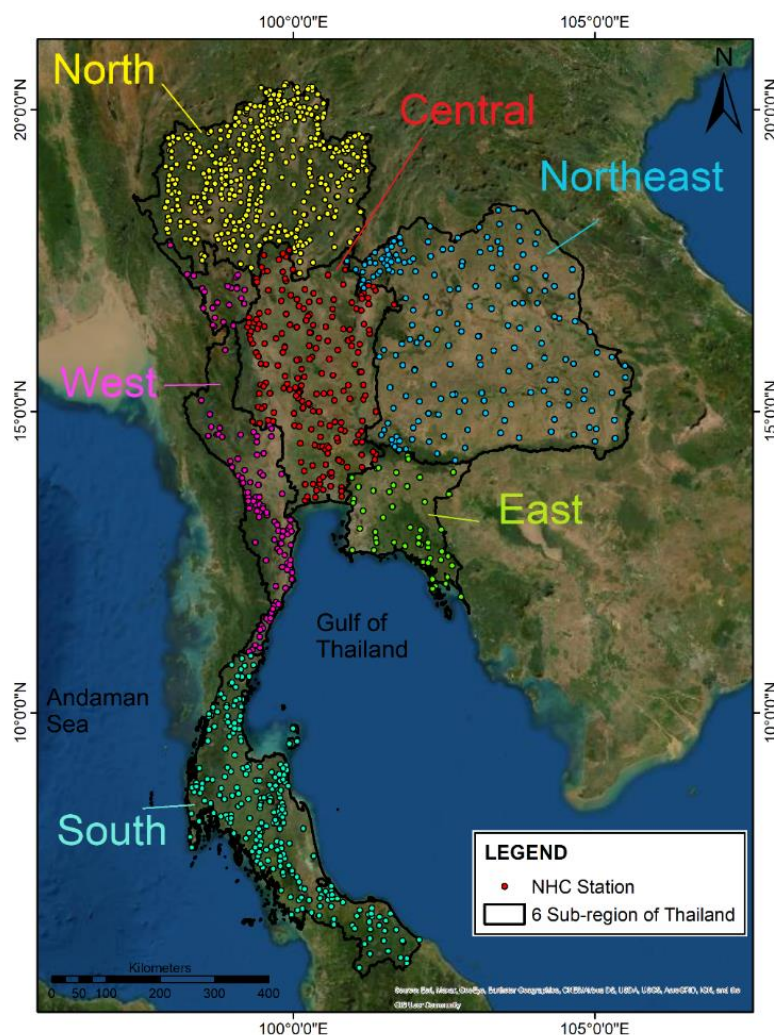 100°0'0"E
105°0'0"E
North
N
20°0'0"N
20°0'0"N
Central
Northeast
West
15°0'0"N
15°0'0"N
East
Gulf of
Thailand
Andaman
Sea
10°0'0"N
10°0'0"N
South
LEGEND
NHC Station
6 Sub-region of Thailand
Kilometers
0 50 100 200 300 400
100°0'0"E
105°0'0"E